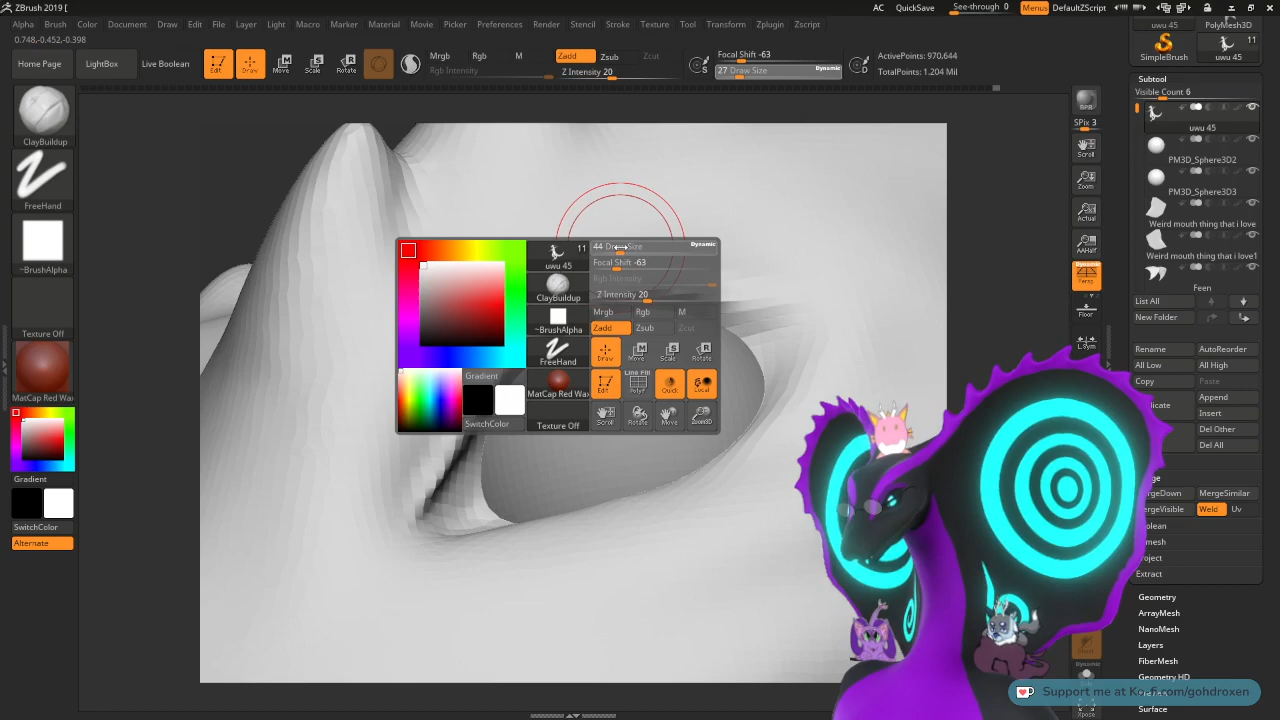 ZBrush 2019 [
AC QuickSave See-through 0 Menus DefaultZScript
Alpha Brush Color Document Draw Edit File Layer Light Macro Marker Material Movie Picker Preferences Render Stencil Stroke Texture Tool Transform Zplugin Zscript
0.748,-0.452,-0.398
Home Page LightBox Live Boolean Edit Draw Move Scale Rotate
Mrgb Rgb M Zadd Zsub Zcut
Rgb Intensity Z Intensity 20
Focal Shift -63
27 Draw Size Dynamic
ActivePoints: 970,644
TotalPoints: 1.204 Mil
ClayBuildup
FreeHand
~BrushAlpha
Texture Off
MatCap Red Wa
Gradient
SwitchColor
Alternate
44 Draw Size Dynamic
Focal Shift -63
Rgb Intensity
Z Intensity 20
Mrgb Rgb M
Zadd Zsub Zcut
Draw Move Scale Rotate
Line Fill
Edit PolyF Quick Local
Scroll Rotate Move Zoom3D
11
uwu 45
ClayBuildup
~BrushAlpha
FreeHand
MatCap Red Wax
Texture Off
Gradient
SwitchColor
BPR
SPix 3
Scroll
Zoom
Actual
AAHalf
Dynamic
Persp
Floor
L.Sym
Dynamic
Xpose
uwu 45 PolyMesh3D
11
SimpleBrush uwu 45
Subtool
Visible Count 6
uwu 45
PM3D_Sphere3D2
PM3D_Sphere3D3
Weird mouth thing that i love
Weird mouth thing that i love1
Feen
List All
New Folder
Rename AutoReorder
All Low All High
Copy Paste
Append
Insert
Del Other
Del All
MergeSimilar
Weld Uv
Extract
Geometry
ArrayMesh
NanoMesh
Layers
FiberMesh
Geometry HD
Surface
Support me at Ko-fi.com/gohdroxen